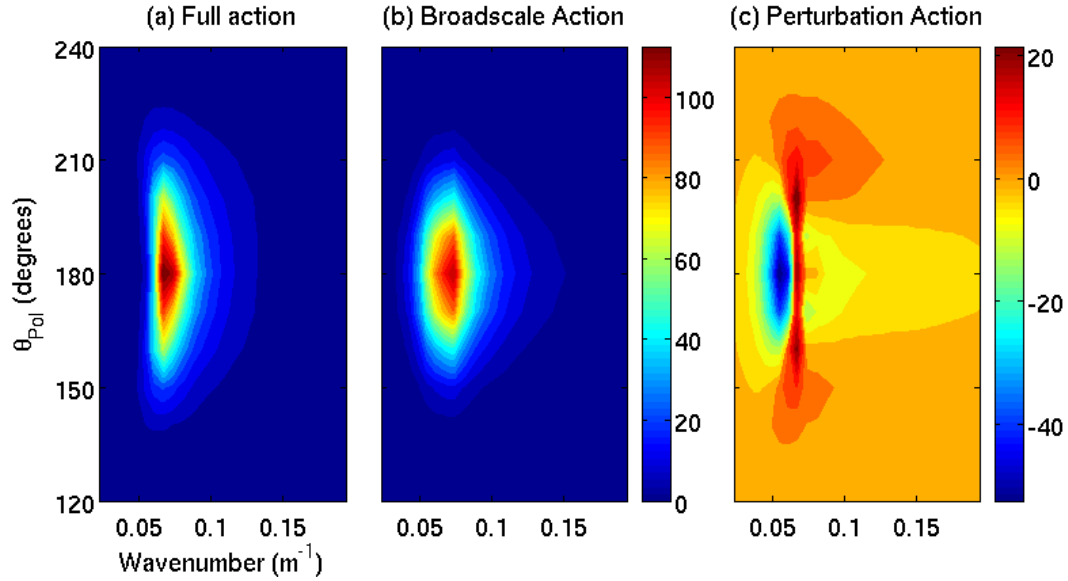 (a) Full action
(b) Broadscale Action
(c) Perturbation Action
240
210
180
150
120
θPol (degrees)
0.05 0.1 0.15
Wavenumber (m⁻¹)
0.05 0.1 0.15
100
80
60
40
20
0
0.05 0.1 0.15
20
0
-20
-40